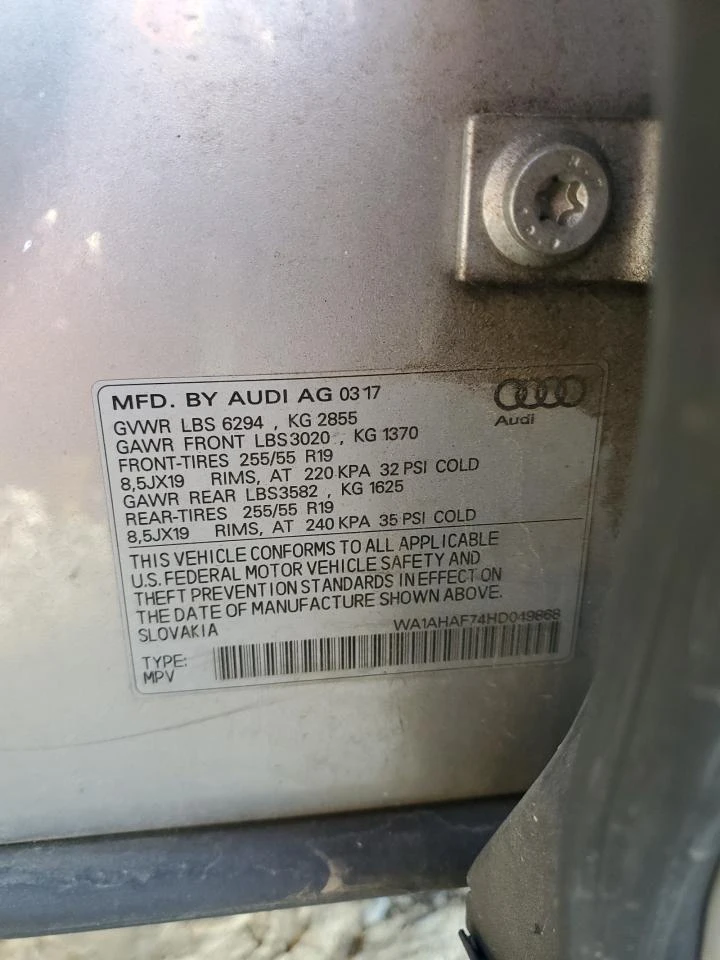 MFD. BY AUDI AG 03 17
Audi
GVWR LBS 6294 , KG 2855
GAWR FRONT LBS3020 , KG 1370
FRONT-TIRES 255/55 R19
8,5JX19 RIMS, AT 220 KPA 32 PSI COLD
GAWR REAR LBS3582 , KG 1625
REAR-TIRES 255/55 R19
8,5JX19 RIMS, AT 240 KPA 35 PSI COLD
THIS VEHICLE CONFORMS TO ALL APPLICABLE
U.S. FEDERAL MOTOR VEHICLE SAFETY AND
THEFT PREVENTION STANDARDS IN EFFECT ON
THE DATE OF MANUFACTURE SHOWN ABOVE.
SLOVAKIA WA1AHAF74HD049868
TYPE:
MPV